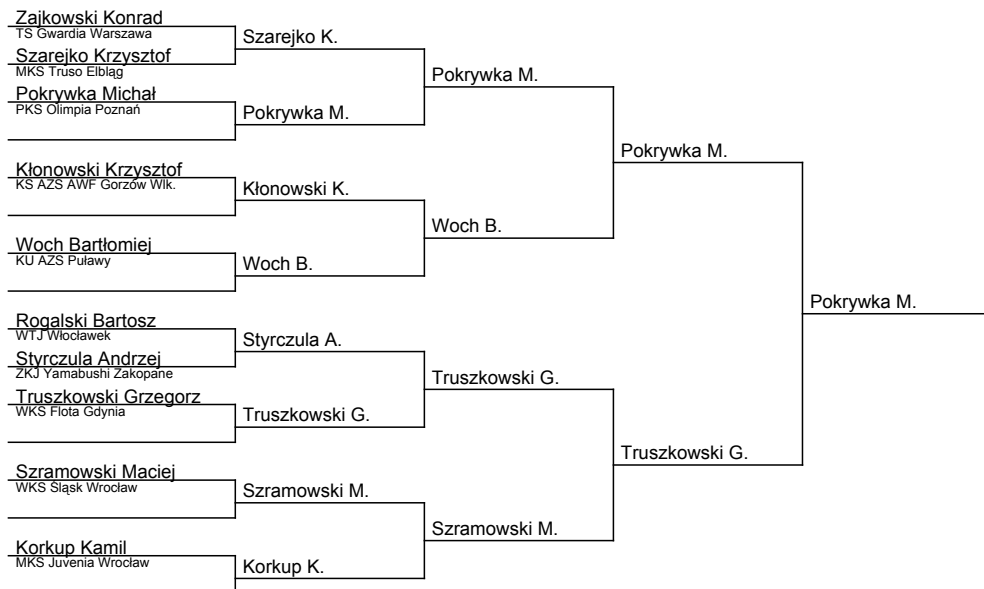 Zajkowski Konrad
TS Gwardia Warszawa
Szarejko K.
Szarejko Krzysztof
MKS Truso Elbląg
Pokrywka M.
Pokrywka Michał
PKS Olimpia Poznań
Pokrywka M.
Pokrywka M.
Kłonowski Krzysztof
KS AZS AWF Gorzów Wlk.
Kłonowski K.
Woch B.
Woch Bartłomiej
KU AZS Puławy
Woch B.
Pokrywka M.
Rogalski Bartosz
WTJ Włocławek
Styrczula A.
Styrczula Andrzej
ZKJ Yamabushi Zakopane
Truszkowski G.
Truszkowski Grzegorz
WKS Flota Gdynia
Truszkowski G.
Truszkowski G.
Szramowski Maciej
WKS Śląsk Wrocław
Szramowski M.
Szramowski M.
Korkup Kamil
MKS Juvenia Wrocław
Korkup K.